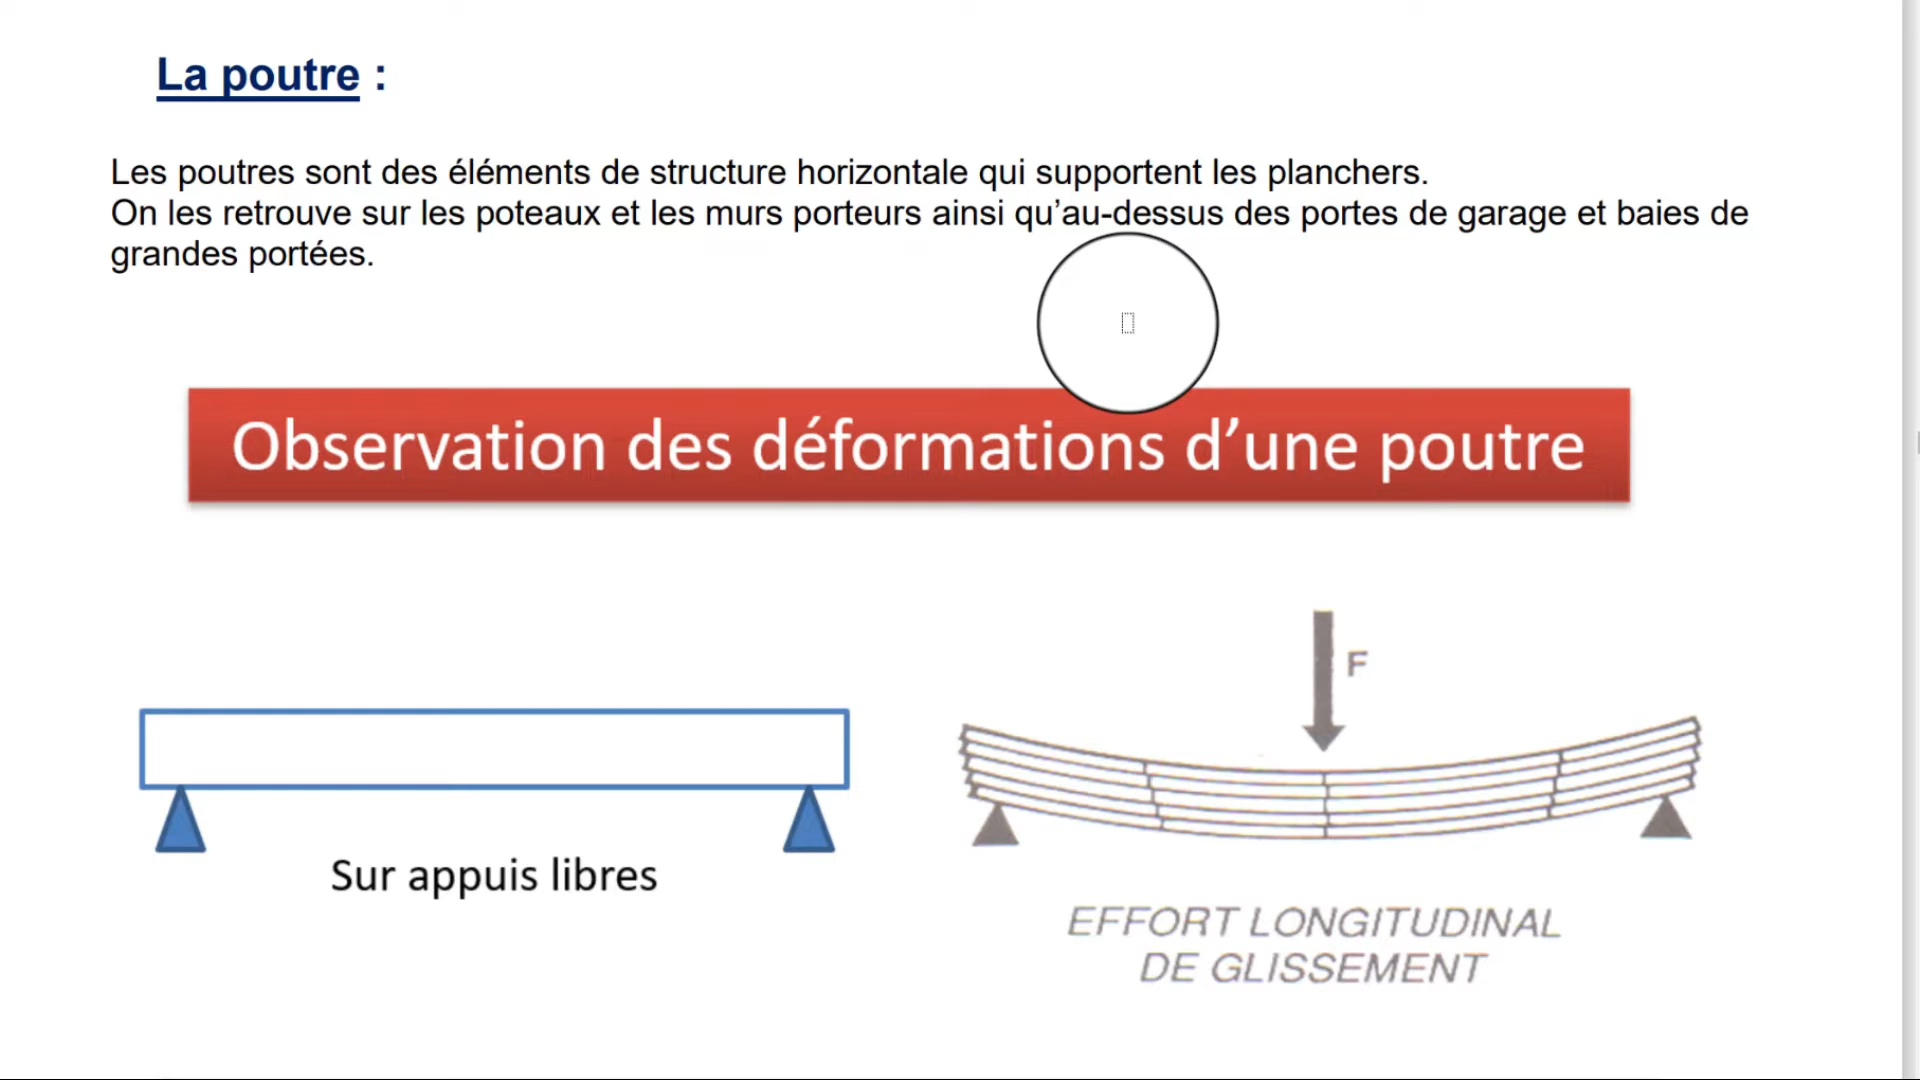 La poutre :
Les poutres sont des éléments de structure horizontale qui supportent les planchers.
On les retrouve sur les poteaux et les murs porteurs ainsi qu’au-dessus des portes de garage et baies de
grandes portées.
Observation des déformations d’une poutre
F
Sur appuis libres
EFFORT LONGITUDINAL
DE GLISSEMENT